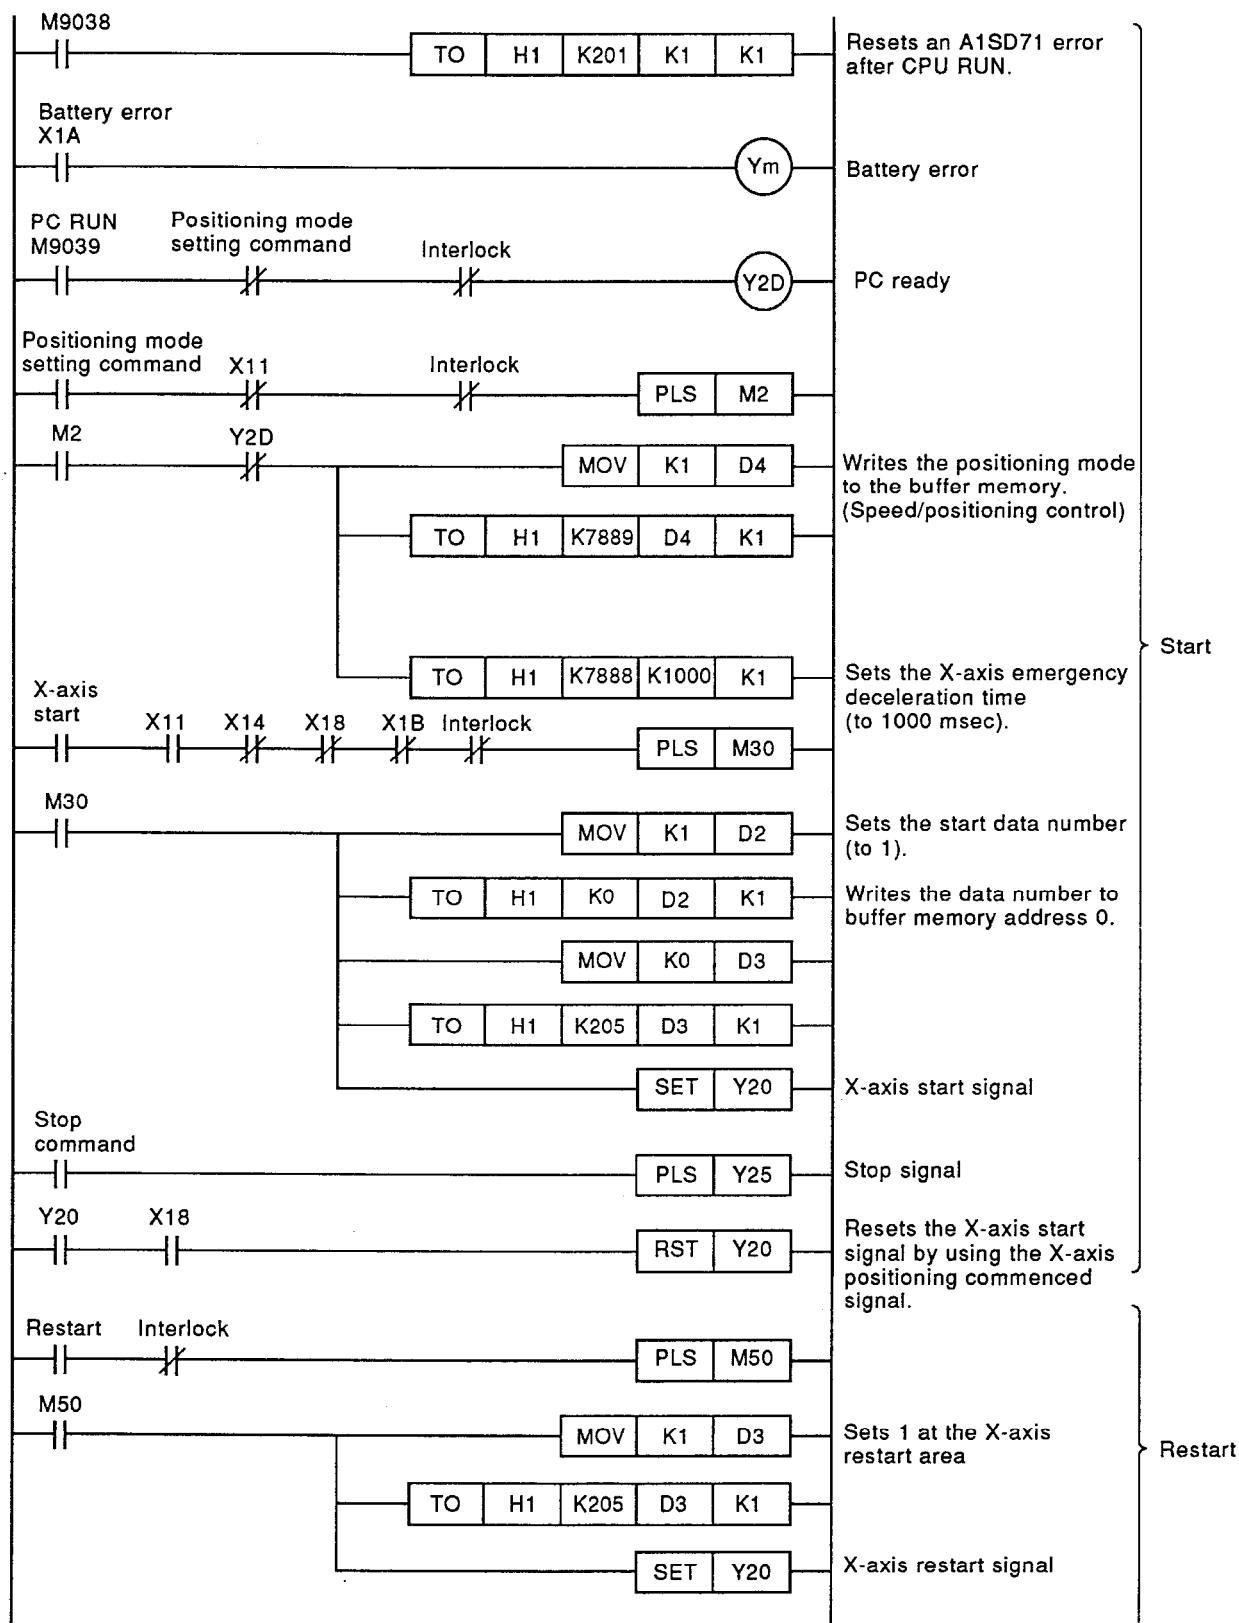 M9038
TO H1 K201 K1 K1
Resets an A1SD71 error
after CPU RUN.
Battery error
X1A
Ym
Battery error
PC RUN
M9039
Positioning mode
setting command
Interlock
Y2D
PC ready
Positioning mode
setting command
X11
Interlock
PLS M2
M2
Y2D
MOV K1 D4
Writes the positioning mode
to the buffer memory.
(Speed/positioning control)
TO H1 K7889 D4 K1
Start
TO H1 K7888 K1000 K1
Sets the X-axis emergency
deceleration time
(to 1000 msec).
X-axis
start
X11
X14
X18
X1B
Interlock
PLS M30
M30
MOV K1 D2
Sets the start data number
(to 1).
TO H1 K0 D2 K1
Writes the data number to
buffer memory address 0.
MOV K0 D3
TO H1 K205 D3 K1
SET Y20
X-axis start signal
Stop
command
PLS Y25
Stop signal
Y20
X18
RST Y20
Resets the X-axis start
signal by using the X-axis
positioning commenced
signal.
Restart
Interlock
PLS M50
M50
MOV K1 D3
Sets 1 at the X-axis
restart area
Restart
TO H1 K205 D3 K1
SET Y20
X-axis restart signal